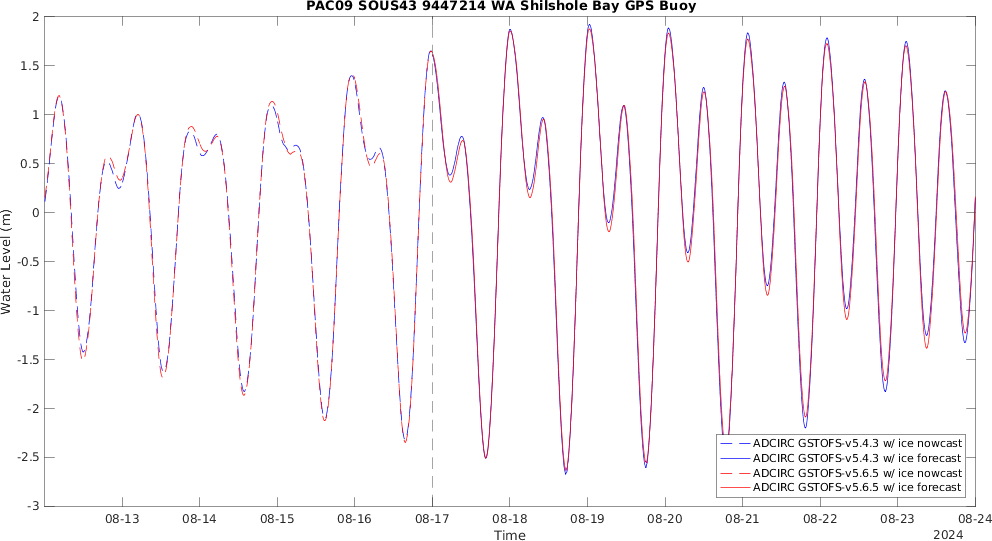 PAC09 SOUS43 9447214 WA Shilshole Bay GPS Buoy
2
1.5
1
0.5
0
-0.5
-1
-1.5
-2
-2.5
-3
Water Level (m)
ADCIRC GSTOFS-v5.4.3 w/ ice nowcast
ADCIRC GSTOFS-v5.4.3 w/ ice forecast
ADCIRC GSTOFS-v5.6.5 w/ ice nowcast
ADCIRC GSTOFS-v5.6.5 w/ ice forecast
08-13 08-14 08-15 08-16 08-17 08-18 08-19 08-20 08-21 08-22 08-23 08-24
Time
2024